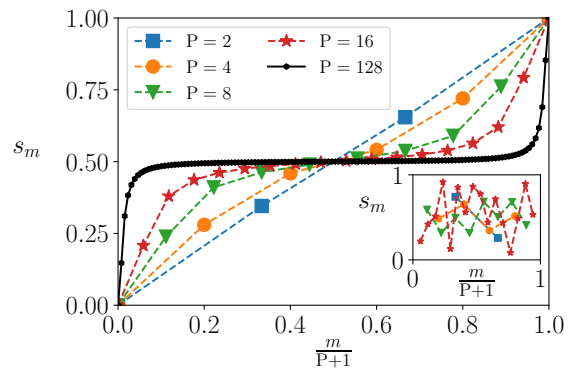 1.00
0.75
0.50
0.25
0.00
s_m
P = 2
P = 4
P = 8
P = 16
P = 128
0.0
0.2
0.4
0.6
0.8
1.0
m
P+1
1
0
s_m
0
1
m
P+1